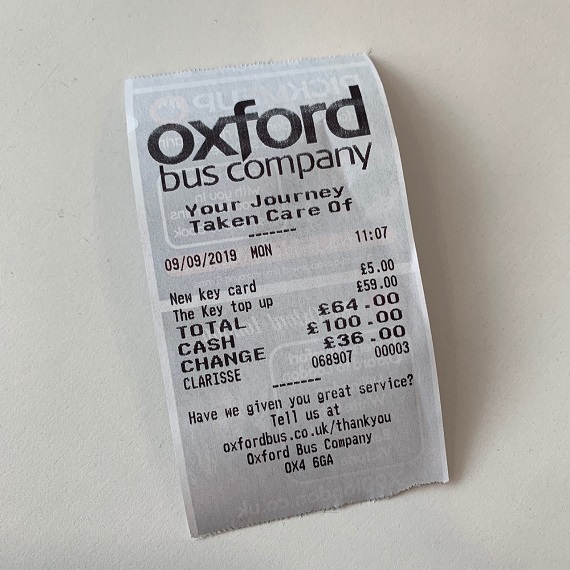 oxford
bus company
Your Journey
Taken Care Of
-------
09/09/2019 MON 11:07
New key card £5.00
The Key top up £59.00
TOTAL £64.00
CASH £100.00
CHANGE £36.00
CLARISSE 068907 00003
-------
Have we given you great service?
Tell us at
oxfordbus.co.uk/thankyou
Oxford Bus Company
OX4 6GA